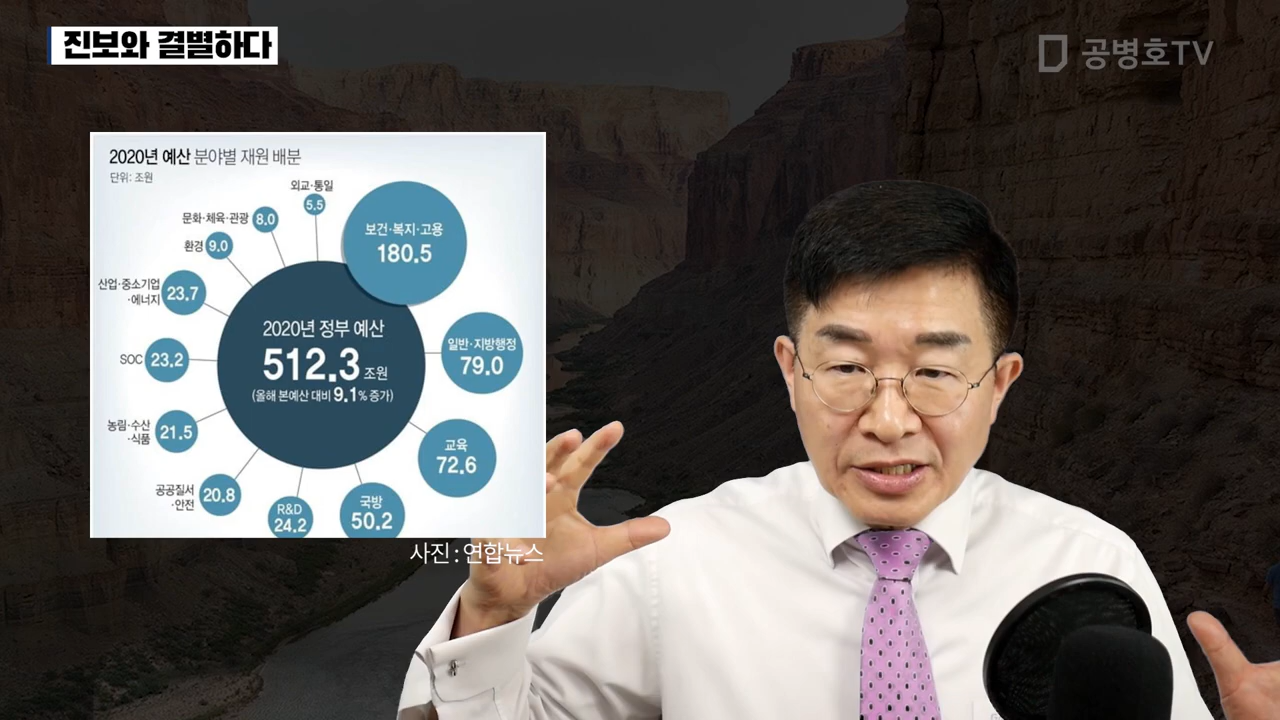 진보와 결별하다
공병호TV
2020년 예산 분야별 재원 배분
단위: 조원
외교·통일
5.5
문화·체육·관광 8.0
환경 9.0
산업·중소기업
·에너지
23.7
SOC 23.2
농림·수산
·식품
21.5
공공질서
·안전
20.8
R&D
24.2
국방
50.2
교육
72.6
일반·지방행정
79.0
보건·복지·고용
180.5
2020년 정부 예산
512.3 조원
(올해 본예산 대비 9.1% 증가)
사진 : 연합뉴스